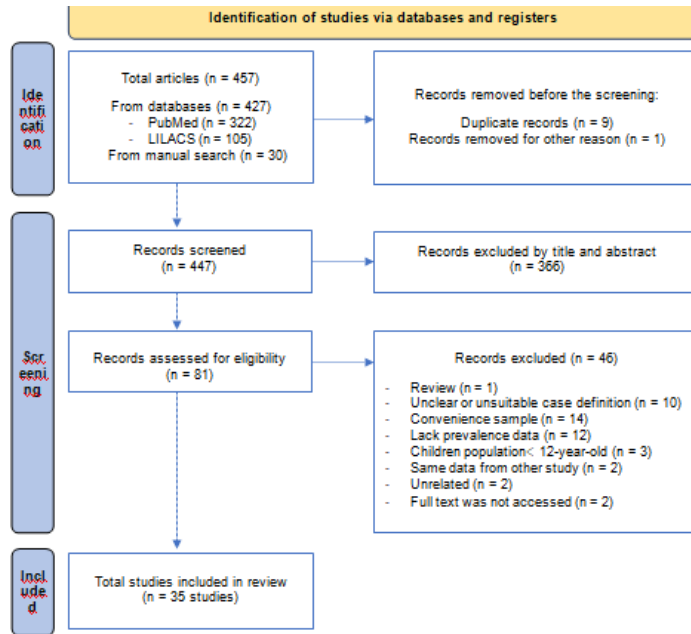 Identification of studies via databases and registers
Ide
ntifi
cati
on
Total articles (n = 457)
From databases (n = 427)
- PubMed (n = 322)
- LILACS (n = 105)
From manual search (n = 30)
Records removed before the screening:
Duplicate records (n = 9)
Records removed for other reason (n = 1)
Scr
eeni
ng
Records screened
(n = 447)
Records excluded by title and abstract
(n = 366)
Records assessed for eligibility
(n = 81)
Records excluded (n = 46)
- Review (n = 1)
- Unclear or unsuitable case definition (n = 10)
- Convenience sample (n = 14)
- Lack prevalence data (n = 12)
- Children population< 12-year-old (n = 3)
- Same data from other study (n = 2)
- Unrelated (n = 2)
- Full text was not accessed (n = 2)
Incl
ude
d
Total studies included in review
(n = 35 studies)